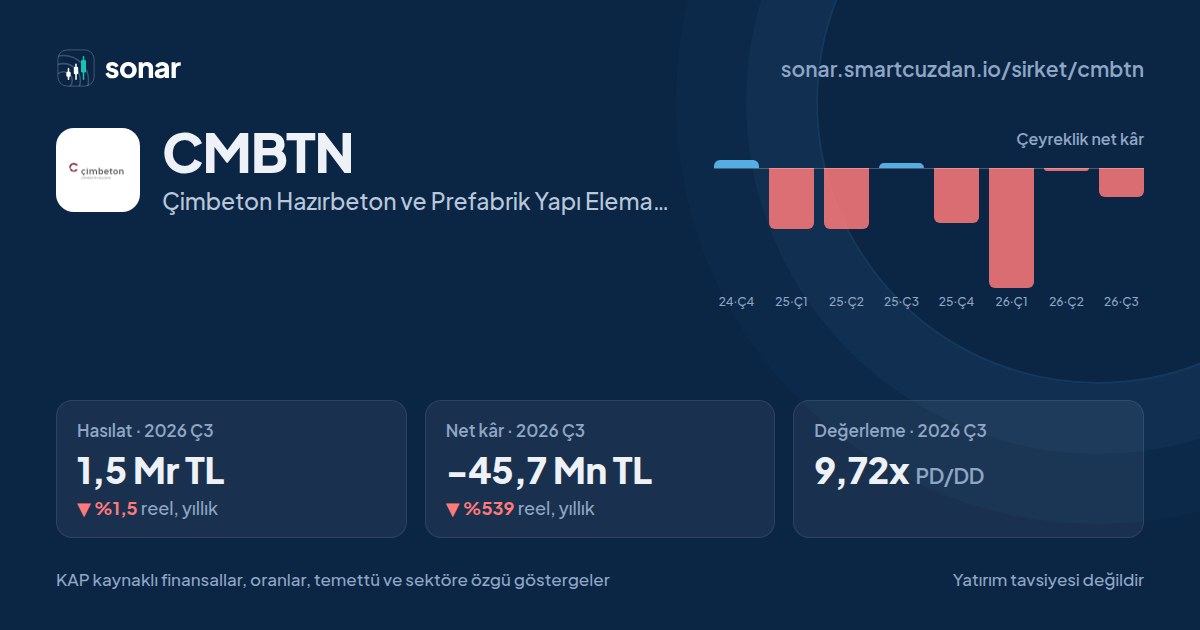 sonar
sonar.smartcuzdan.io/sirket/cmbtn
çimbeton
CMBTN
Çimbeton Hazırbeton ve Prefabrik Yapı Elema...
Çeyreklik net kâr
24·Ç4 25·Ç1 25·Ç2 25·Ç3 25·Ç4 26·Ç1 26·Ç2 26·Ç3
Hasılat · 2026 Ç3
1,5 Mr TL
▼ %1,5 reel, yıllık
Net kâr · 2026 Ç3
−45,7 Mn TL
▼ %539 reel, yıllık
Değerleme · 2026 Ç3
9,72x PD/DD
KAP kaynaklı finansallar, oranlar, temettü ve sektöre özgü göstergeler
Yatırım tavsiyesi değildir